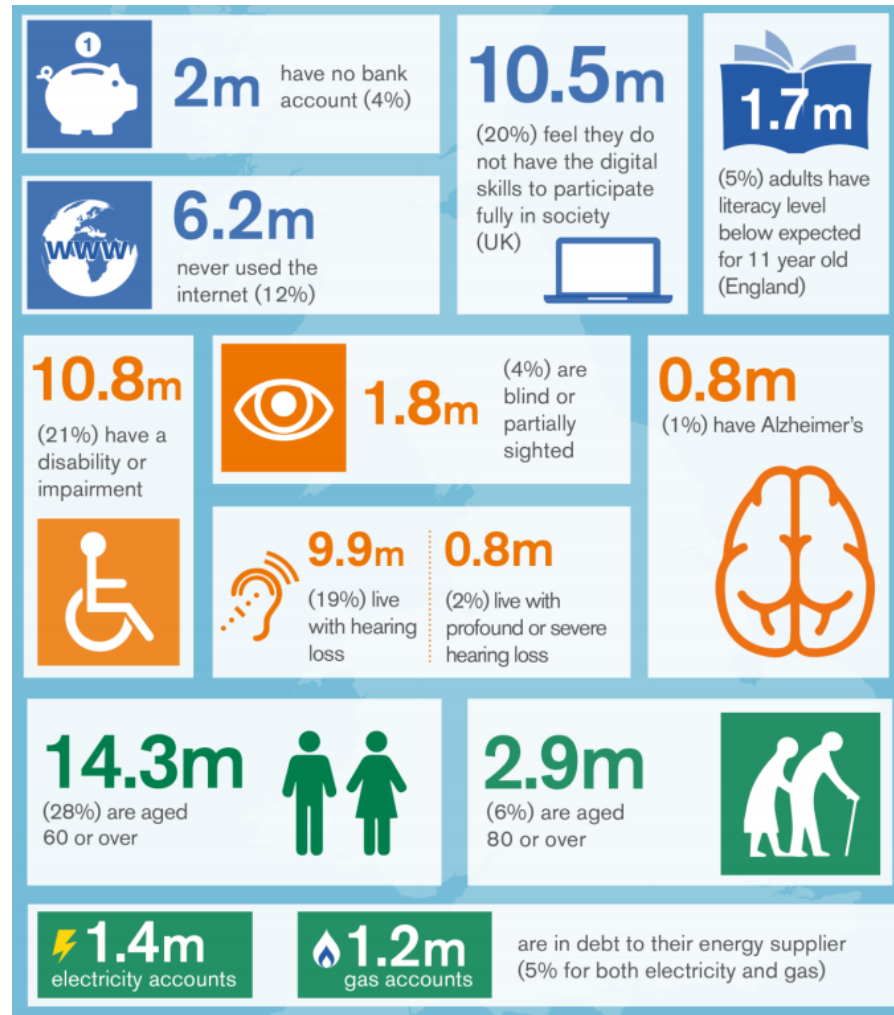 1
2m
have no bank
account (4%)
10.5m
(20%) feel they do
not have the digital
skills to participate
fully in society
(UK)
1.7m
(5%) adults have
literacy level
below expected
for 11 year old
(England)
www
6.2m
never used the
internet (12%)
10.8m
(21%) have a
disability or
impairment
1.8m
(4%) are
blind or
partially
sighted
0.8m
(1%) have Alzheimer's
9.9m
(19%) live
with hearing
loss
0.8m
(2%) live with
profound or severe
hearing loss
14.3m
(28%) are aged
60 or over
2.9m
(6%) are aged
80 or over
1.4m
electricity accounts
1.2m
gas accounts
are in debt to their energy supplier
(5% for both electricity and gas)